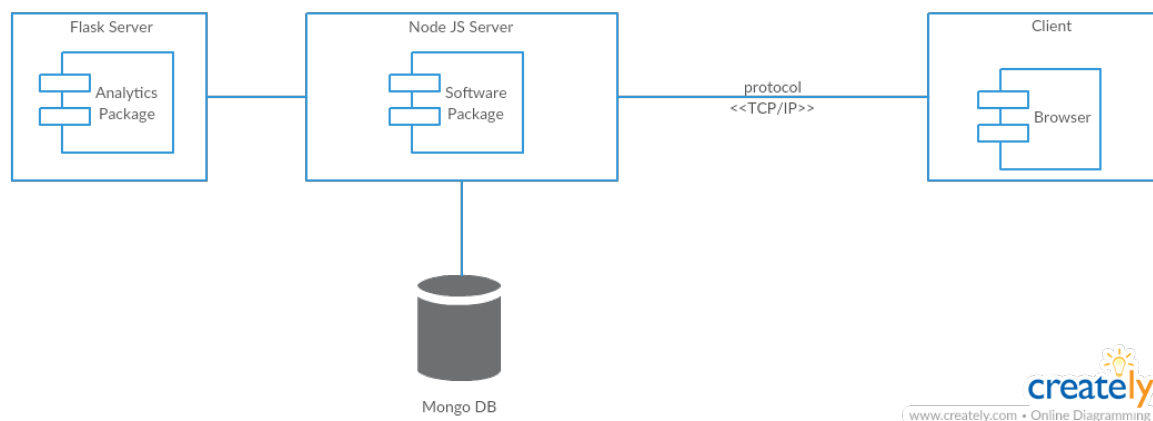 Flask Server
Node JS Server
Client
Analytics
Package
Software
Package
protocol
<<TCP/IP>>
Browser
Mongo DB
creately
www.creately.com • Online Diagramming